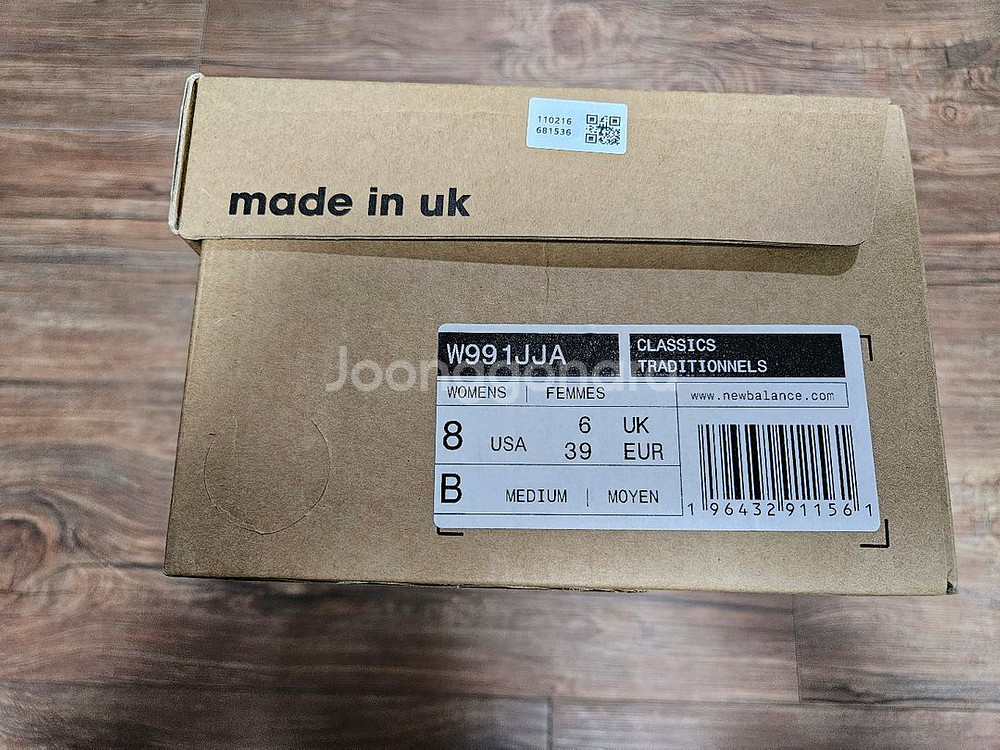 110216
681536
made in uk
Joongonara
W991JJA
CLASSICS
TRADITIONNELS
WOMENS | FEMMES
www.newbalance.com
8 USA 6 UK
39 EUR
B MEDIUM | MOYEN
1 96432 91156 1